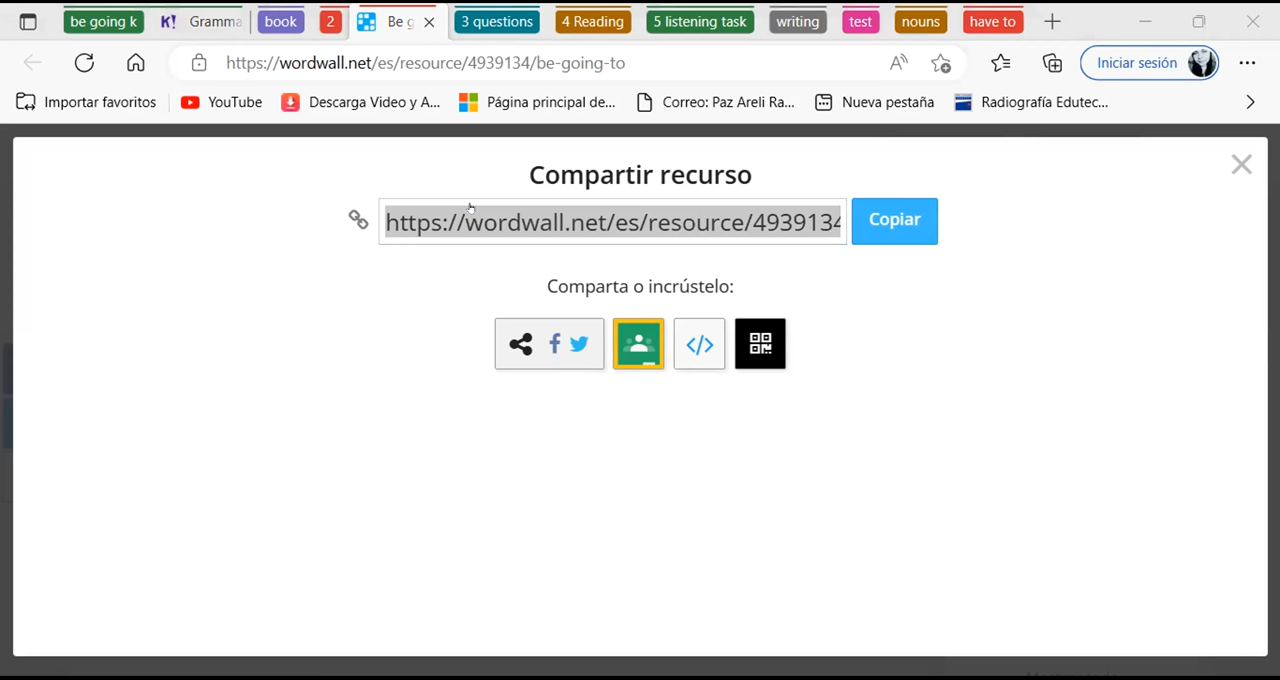 be going k
K! Gramma
book
2
Be g
3 questions
4 Reading
5 listening task
writing
test
nouns
have to
https://wordwall.net/es/resource/4939134/be-going-to
Iniciar sesión
Importar favoritos
YouTube
Descarga Video y A...
Página principal de...
Correo: Paz Areli Ra...
Nueva pestaña
Radiografía Edutec...
Compartir recurso
https://wordwall.net/es/resource/4939134
Copiar
Comparta o incrústelo: